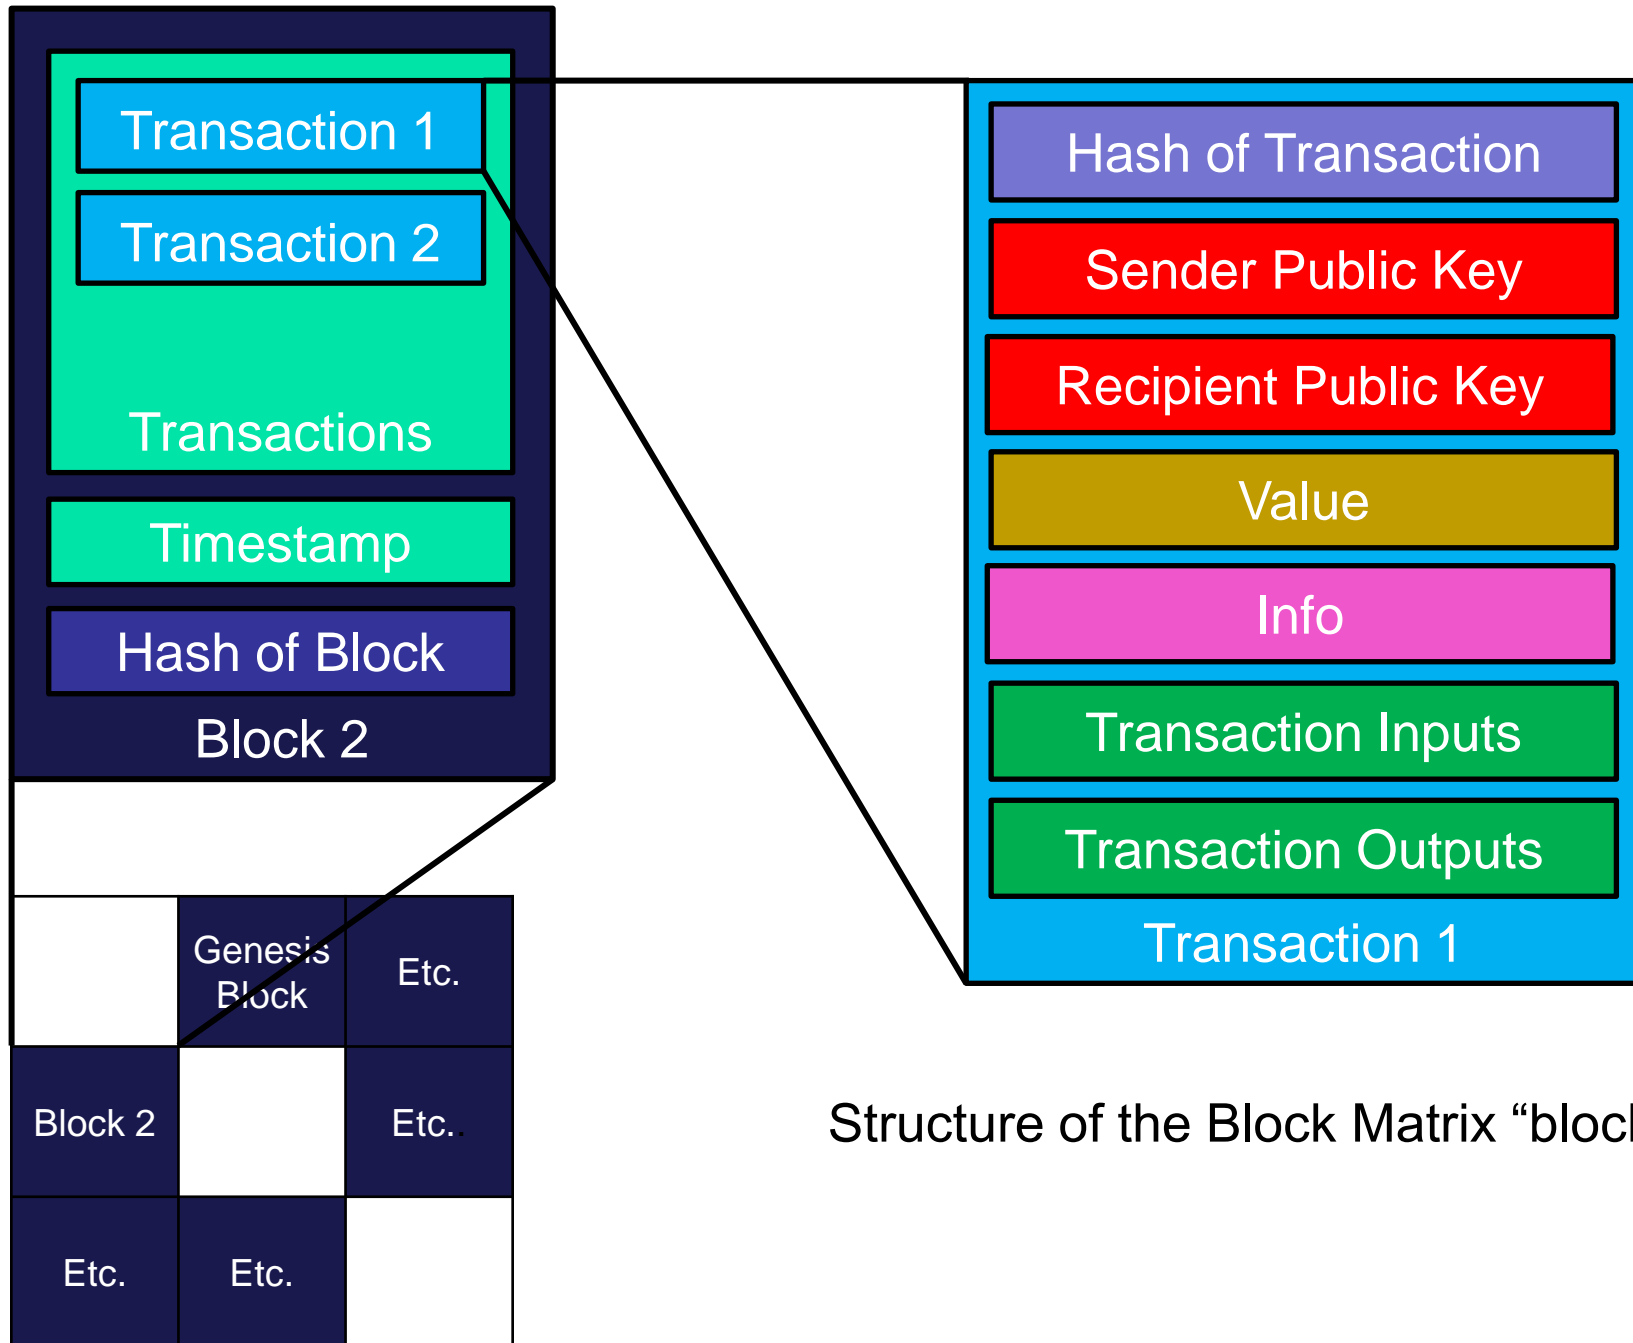 Transaction 1
Transaction 2
Transactions
Timestamp
Hash of Block
Block 2
Hash of Transaction
Sender Public Key
Recipient Public Key
Value
Info
Transaction Inputs
Transaction Outputs
Transaction 1
Genesis
Block
Etc.
Block 2
Etc..
Etc.
Etc.
Structure of the Block Matrix “bloc